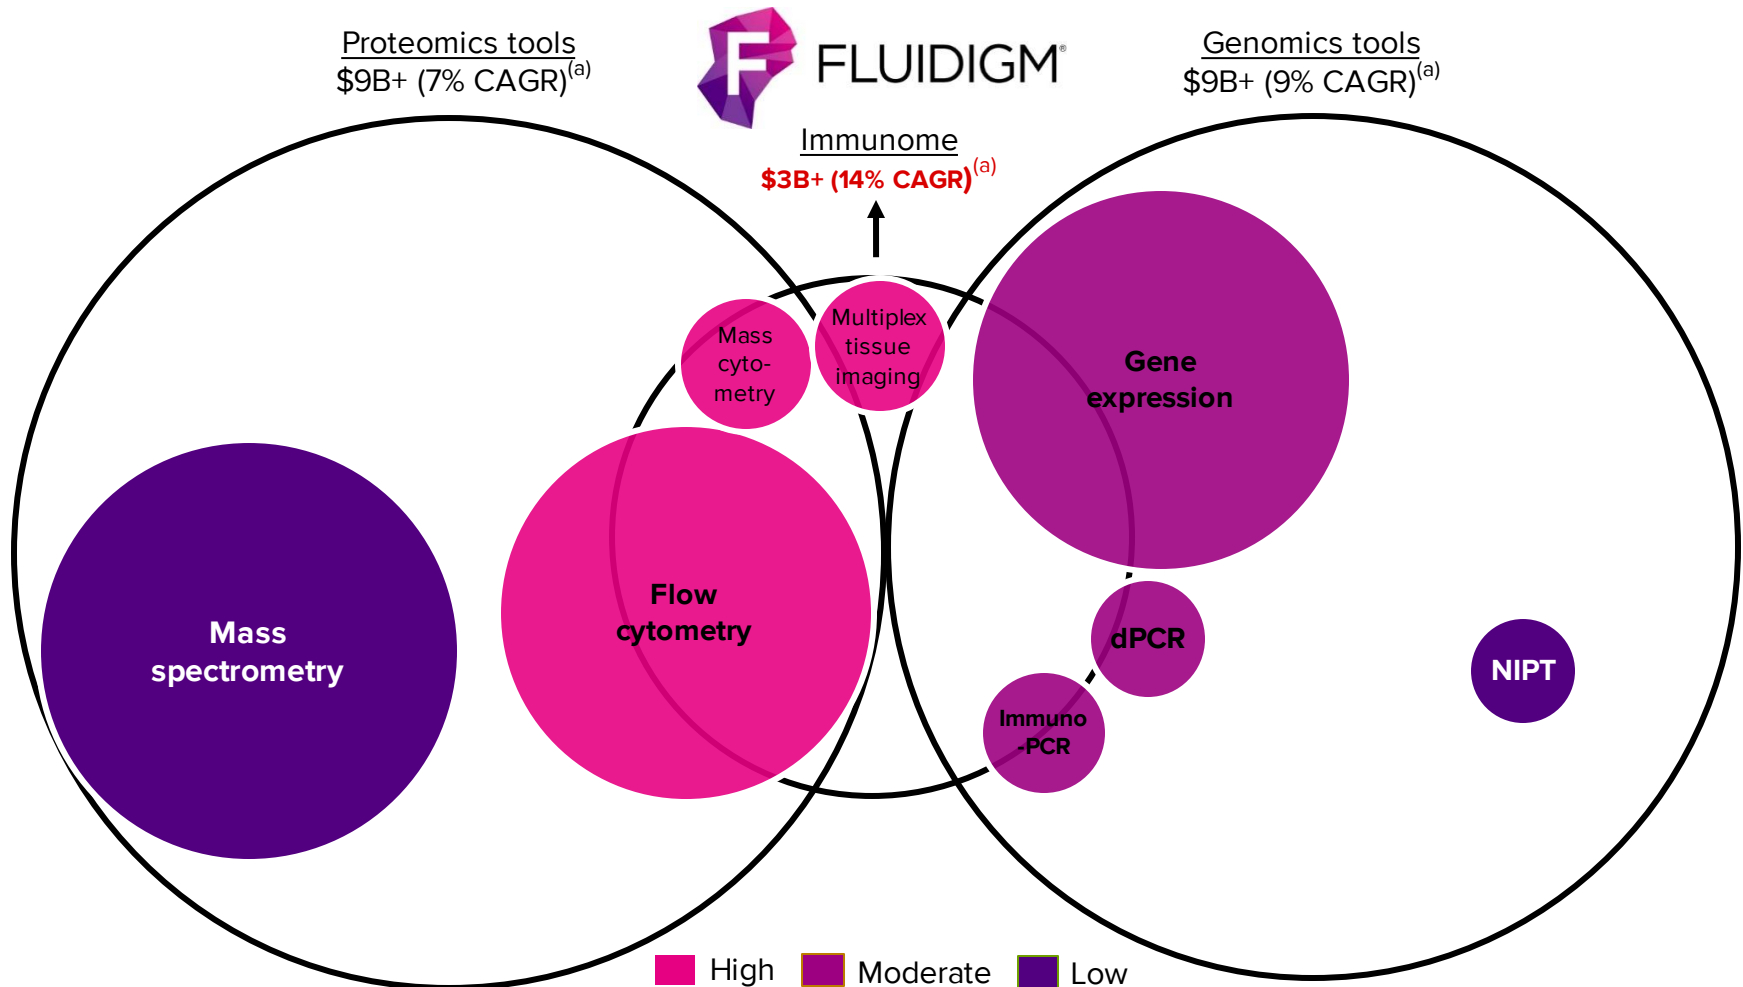 Proteomics tools
$9B+ (7% CAGR)(a)
F FLUIDIGM®
Immunome
$3B+ (14% CAGR)(a)
Genomics tools
$9B+ (9% CAGR)(a)
Mass
cyto-
metry
Multiplex
tissue
imaging
Gene
expression
Flow
cytometry
Mass
spectrometry
dPCR
Immuno
-PCR
NIPT
High
Moderate
Low